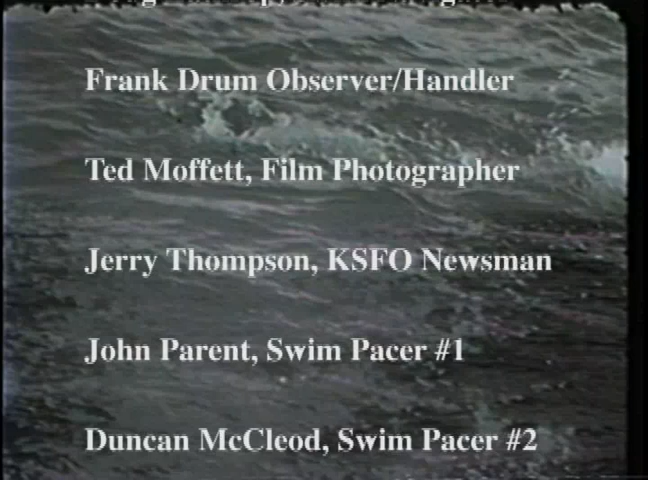 Frank Drum Observer/Handler
Ted Moffett, Film Photographer
Jerry Thompson, KSFO Newsman
John Parent, Swim Pacer #1
Duncan McCleod, Swim Pacer #2